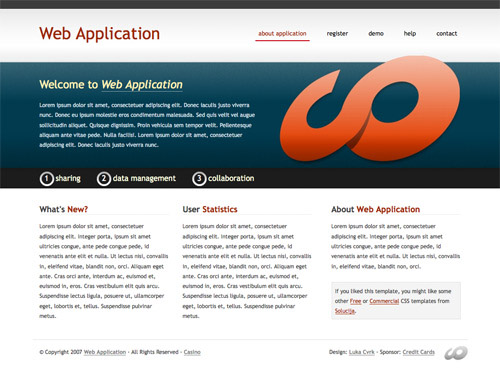 Web Application
about application register demo help contact
Welcome to Web Application
Lorem ipsum dolor sit amet, consectetuer adipiscing elit. Donec iaculis justo viverra
nunc. Donec eu ipsum molestie eros condimentum malesuada. Sed quis velit vel augue
sollicitudin aliquet. Quisque dignissim. Proin vehicula sem tempor velit. Pellentesque
aliquam ante vitae pede. Nulla facilisi. Lorem ipsum dolor sit amet, consectetuer
adipiscing elit.
1 sharing 2 data management 3 collaboration
What's New?
Lorem ipsum dolor sit amet, consectetuer
adipiscing elit. Integer porta, ipsum sit amet
ultricies congue, ante pede congue pede, id
venenatis ante elit et nulla. Ut lectus nisi, convallis
in, eleifend vitae, blandit non, orci. Aliquam eget
ante. Cras orci ante, interdum ac, metus ac,
euismod in, eros. Cras vestibulum elit quis arcu.
Suspendisse lectus ligula, posuere ut, ullamcorper
eget, lobortis et tellus. Suspendisse pulvinar
metus.
User Statistics
Lorem ipsum dolor sit amet, consectetuer
adipiscing elit. Integer porta, ipsum sit amet
ultricies congue, ante pede congue pede, id
venenatis ante elit et nulla. Ut lectus nisi, convallis
in, eleifend vitae, blandit non, orci. Aliquam eget
ante. Cras orci ante, interdum ac, metus ac,
euismod in, eros. Cras vestibulum elit quis arcu.
Suspendisse lectus ligula, posuere ut, ullamcorper
eget, lobortis et tellus. Suspendisse pulvinar
metus.
About Web Application
Lorem ipsum dolor sit amet, consectetuer
adipiscing elit. Integer porta, ipsum sit amet
ultricies congue, ante pede congue pede, id
venenatis ante elit et nulla. Ut lectus nisi, convallis
in, eleifend vitae, blandit non, orci.
If you liked this template, you might like some
other Free or Commercial CSS templates from
Solucija.
© Copyright 2007 Web Application - All Rights Reserved - Casino
Design: Luka Cvrk - Sponsor: Credit Cards